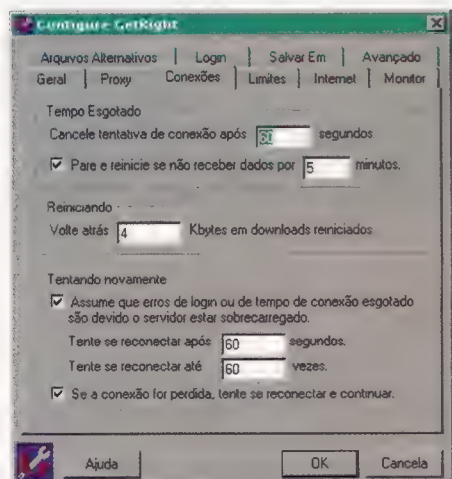 Configure GetRight
Arquivos Alternativos
Login
Salvar Em
Avançado
Geral
Proxy
Conexões
Limites
Internet
Monitor
Tempo Esgotado
Cancele tentativa de conexão após 60 segundos
Pare e reinicie se não receber dados por 5 minutos.
Reiniciando
Volte atrás 4 Kbytes em downloads reiniciados
Tentando novamente
Assume que erros de login ou de tempo de conexão esgotado
são devido o servidor estar sobrecarregado.
Tente se reconectar após 60 segundos.
Tente se reconectar até 60 vezes.
Se a conexão for perdida, tente se reconectar e continuar.
Ajuda
OK
Cancela